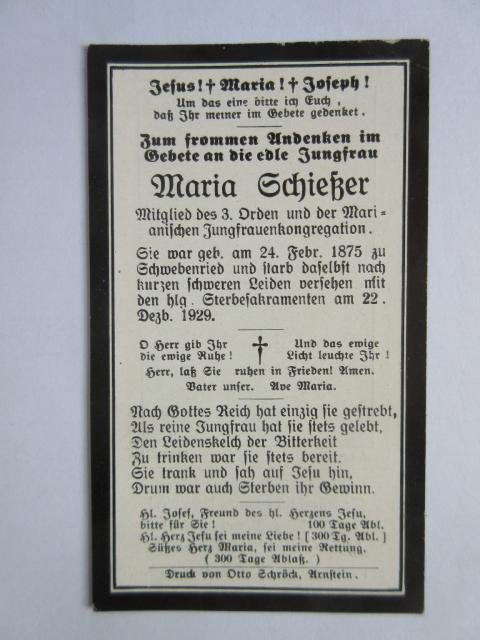 Jesus! † Maria! † Joseph!
Um das eine bitte ich Euch,
daß Ihr meiner im Gebete gedenket.
Zum frommen Andenken im
Gebete an die edle Jungfrau
Maria Schießer
Mitglied des 3. Orden und der Mari=
anischen Jungfrauenkongregation.
Sie war geb. am 24. Febr. 1875 zu
Schwebenried und starb daselbst nach
kurzen schweren Leiden versehen mit
den hlg. Sterbesakramenten am 22.
Dezb. 1929.
O Herr gib Ihr † Und das ewige
die ewige Ruhe! Licht leuchte Ihr!
Herr, laß Sie ruhen in Frieden! Amen.
Vater unser. Ave Maria.
Nach Gottes Reich hat einzig sie gestrebt,
Als reine Jungfrau hat sie stets gelebt,
Den Leidenskelch der Bitterkeit
Zu trinken war sie stets bereit.
Sie trank und sah auf Jesu hin,
Drum war auch Sterben ihr Gewinn.
Hl. Josef, Freund des hl. Herzens Jesu,
bitte für Sie! 100 Tage Abl.
Hl. Herz Jesu sei meine Liebe! [300 Tg. Abl.]
Süßes Herz Maria, sei meine Rettung.
(300 Tage Ablaß.)
Druck von Otto Schröck, Arnstein.